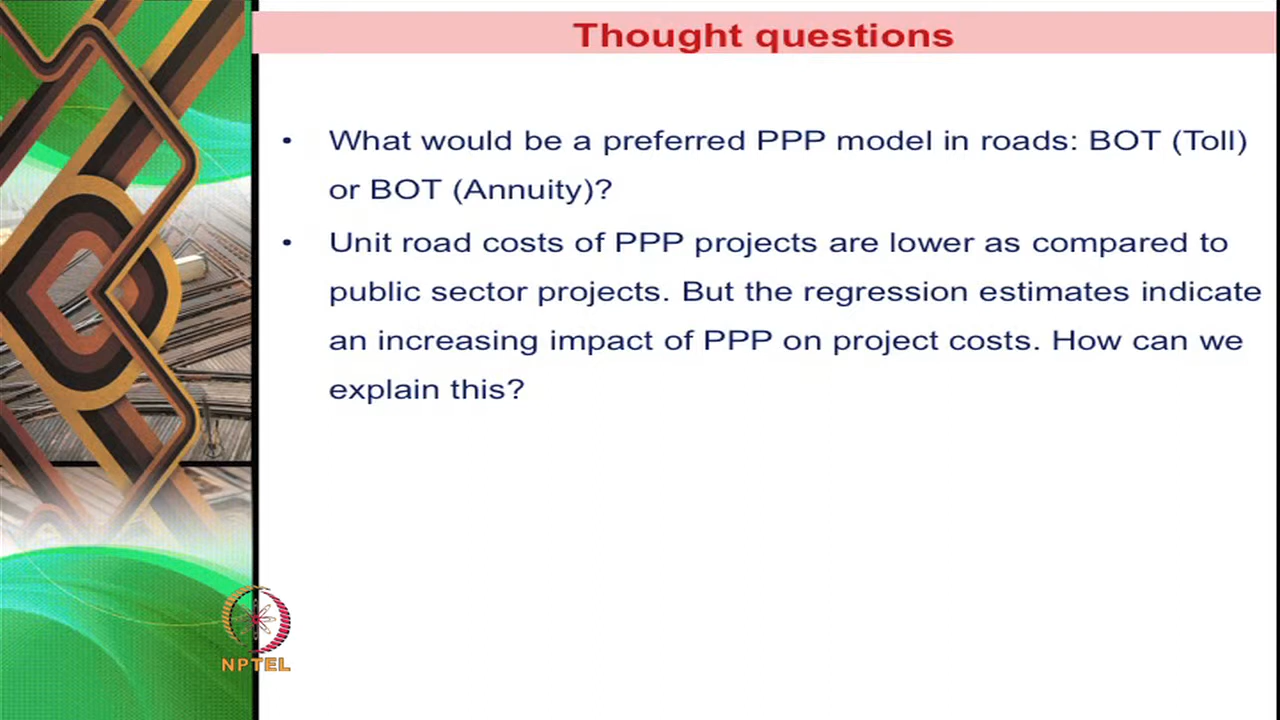 Thought questions
• What would be a preferred PPP model in roads: BOT (Toll)
or BOT (Annuity)?
• Unit road costs of PPP projects are lower as compared to
public sector projects. But the regression estimates indicate
an increasing impact of PPP on project costs. How can we
explain this?
NPTEL